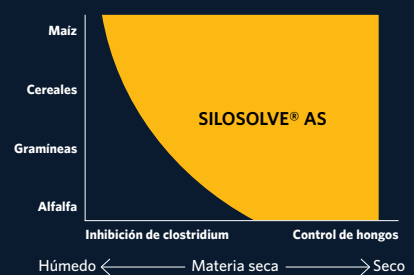 Maíz
Cereales
SILOSOLVE® AS
Gramíneas
Alfalfa
Inhibición de clostridium Control de hongos
Húmedo Materia seca Seco